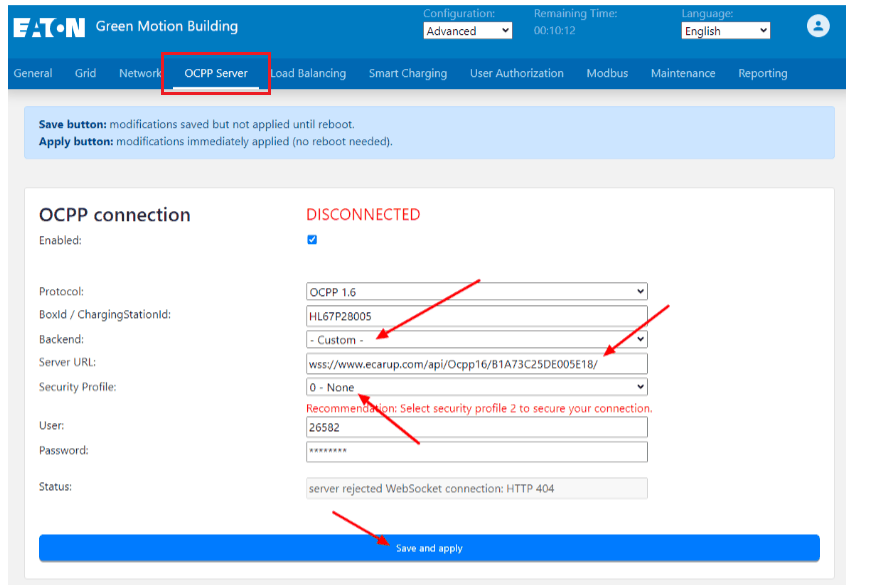 Configuration: Remaining Time: Language:
EATON Green Motion Building Advanced 00:10:12 English
General Grid Network OCPP Server Load Balancing Smart Charging User Authorization Modbus Maintenance Reporting
Save button: modifications saved but not applied until reboot.
Apply button: modifications immediately applied (no reboot needed).
OCPP connection DISCONNECTED
Enabled:
Protocol: OCPP 1.6
BoxId / ChargingStationId: HL67P28005
Backend: - Custom -
Server URL: wss://www.ecarup.com/api/Ocpp16/B1A73C25DE005E18/
Security Profile: 0 - None
Recommendation: Select security profile 2 to secure your connection.
User: 26582
Password: ********
Status: server rejected WebSocket connection: HTTP 404
Save and apply